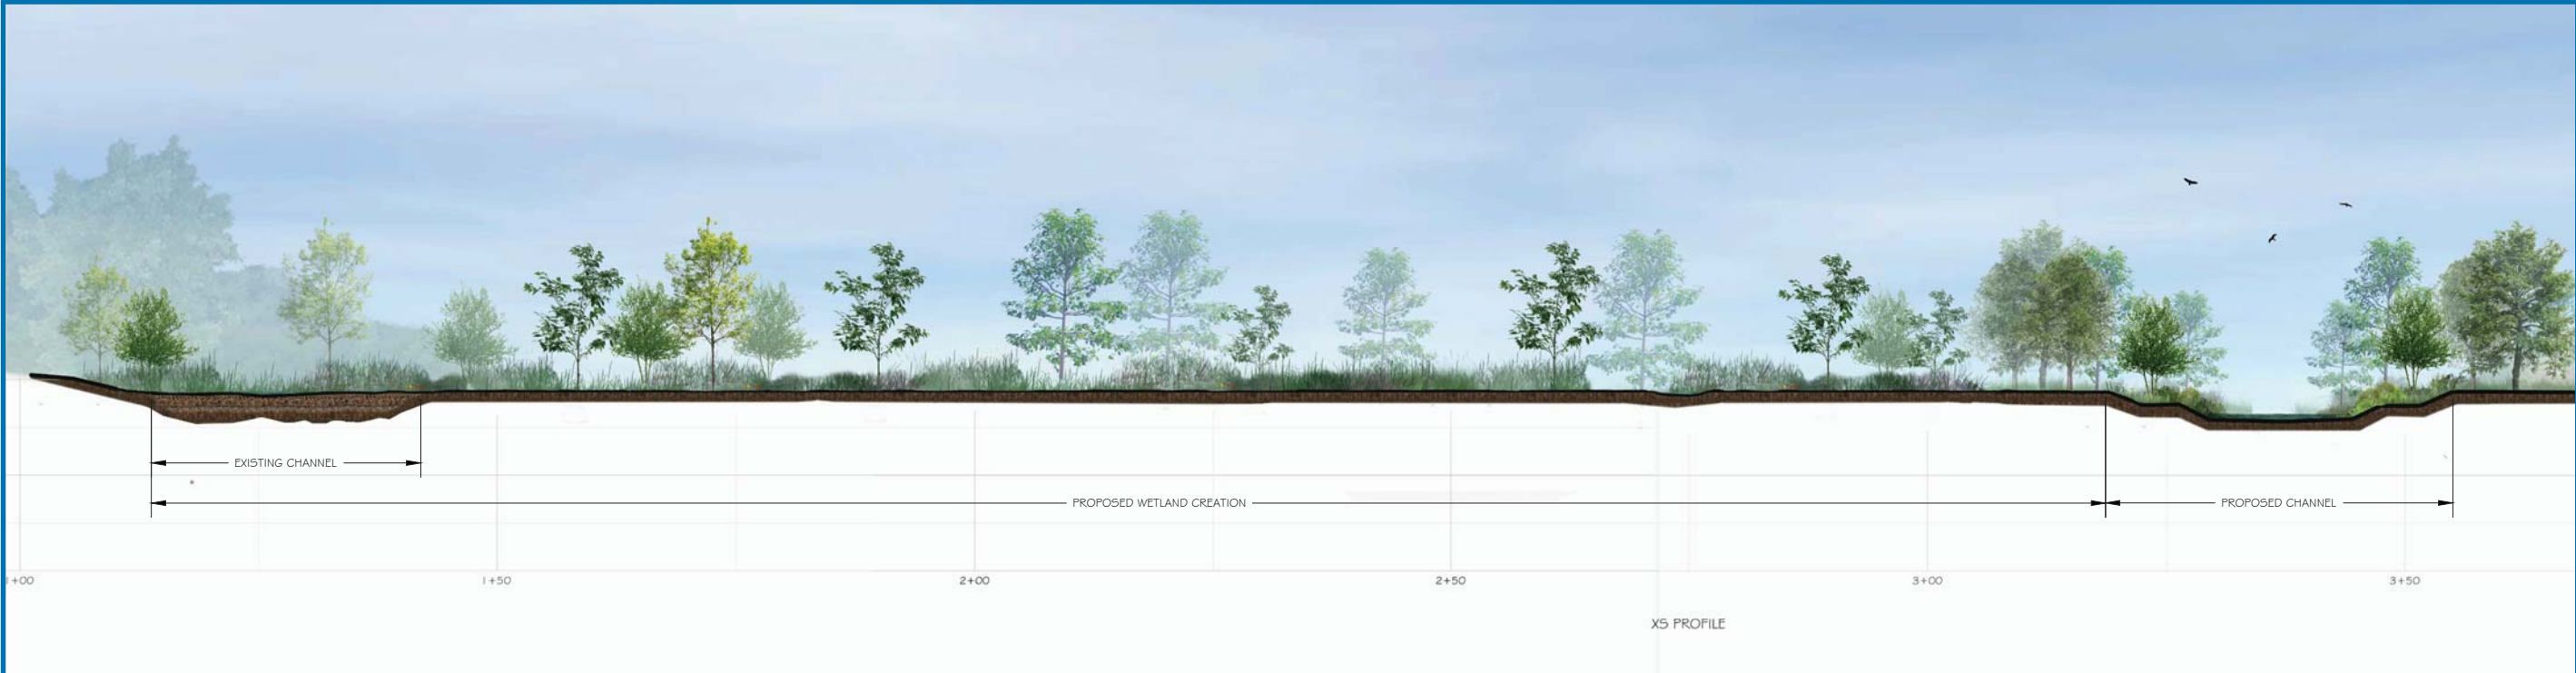 EXISTING CHANNEL
PROPOSED WETLAND CREATION
PROPOSED CHANNEL
1+00
1+50
2+00
2+50
3+00
3+50
XS PROFILE